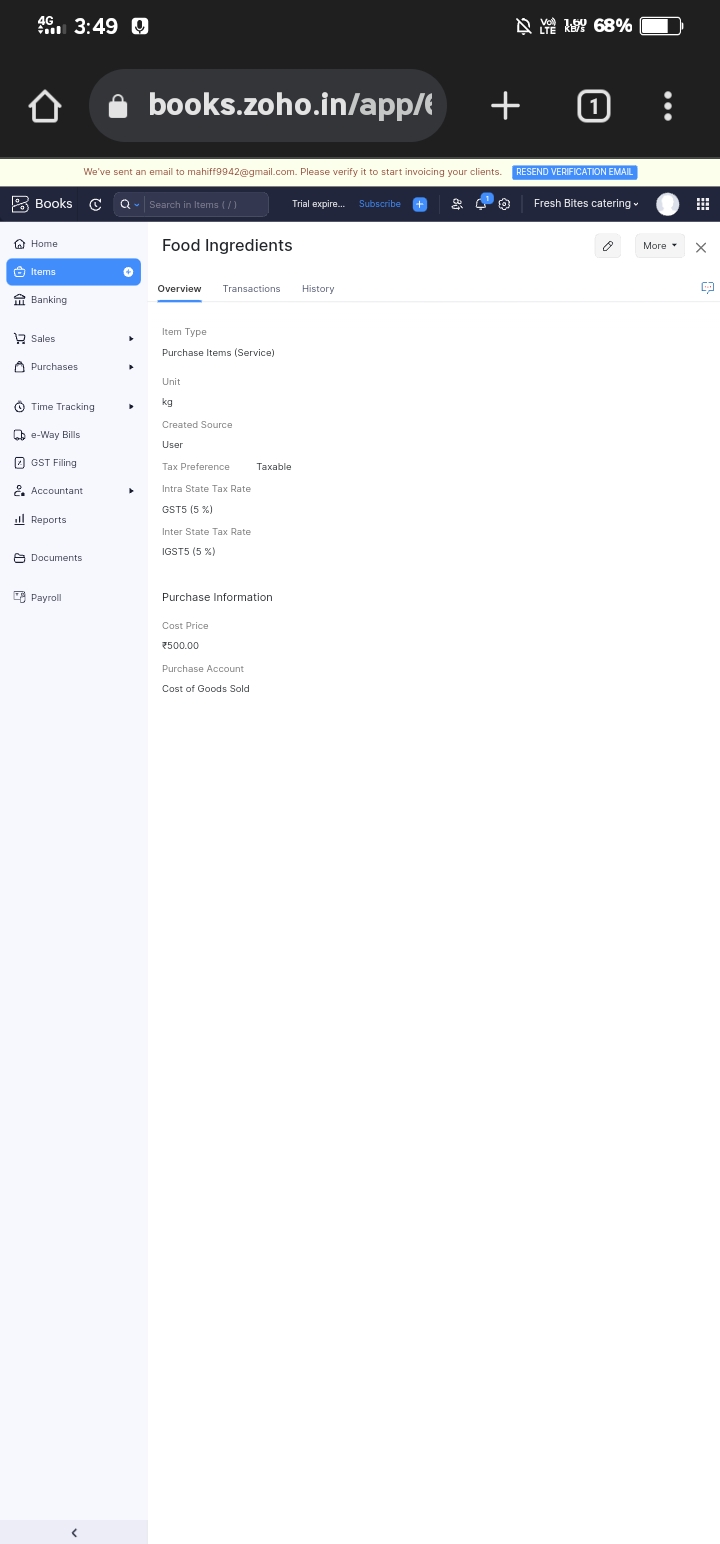 4G 3:49 Vo) LTE 1.60 KB/s 68%
books.zoho.in/app/6 1
We've sent an email to mahiff9942@gmail.com. Please verify it to start invoicing your clients. RESEND VERIFICATION EMAIL
Books Search in Items ( / ) Trial expire... Subscribe 1 Fresh Bites catering
Home
Items
Banking
Sales
Purchases
Time Tracking
e-Way Bills
GST Filing
Accountant
Reports
Documents
Payroll
Food Ingredients More
Overview Transactions History
Item Type
Purchase Items (Service)
Unit
kg
Created Source
User
Tax Preference Taxable
Intra State Tax Rate
GST5 (5 %)
Inter State Tax Rate
IGST5 (5 %)
Purchase Information
Cost Price
₹500.00
Purchase Account
Cost of Goods Sold